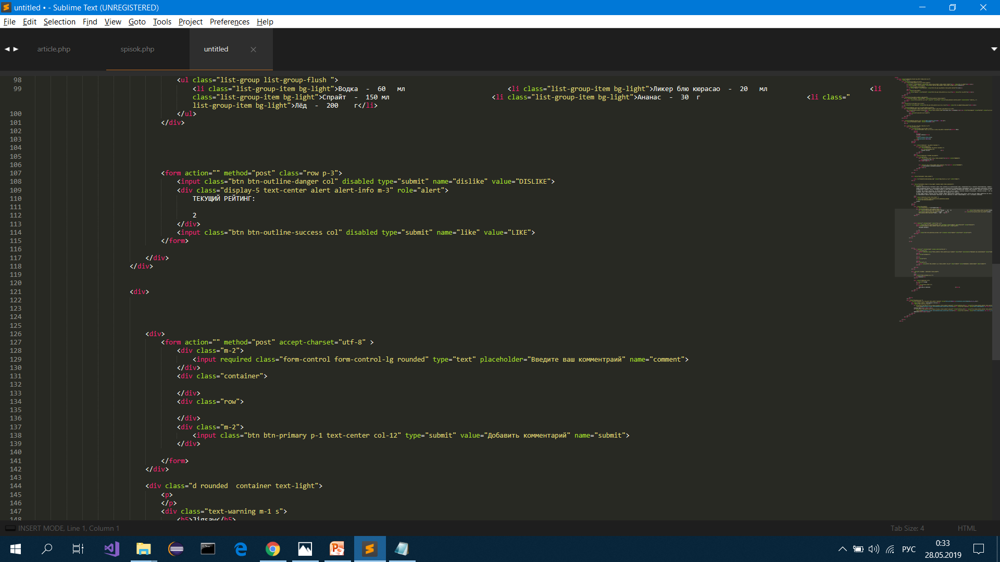 untitled • - Sublime Text (UNREGISTERED)
File Edit Selection Find View Goto Tools Project Preferences Help
article.php spisok.php untitled
98 <ul class="list-group list-group-flush ">
99 <li class="list-group-item bg-light">Водка - 60 мл <li class="list-group-item bg-light">Ликер блю кюрасао - 20 мл <li
class="list-group-item bg-light">Спрайт - 150 мл <li class="list-group-item bg-light">Ананас - 30 г <li class="
list-group-item bg-light">Лёд - 200 г</li>
100 </ul>
101 </div>
102
103
104
105
106
107 <form action="" method="post" class="row p-3">
108 <input class="btn btn-outline-danger col" disabled type="submit" name="dislike" value="DISLIKE">
109 <div class="display-5 text-center alert alert-info m-3" role="alert">
110 ТЕКУЩИЙ РЕЙТИНГ:
111
112 2
113 </div>
114 <input class="btn btn-outline-success col" disabled type="submit" name="like" value="LIKE">
115 </form>
116
117 </div>
118 </div>
119
120
121 <div>
122
123
124
125
126 <div>
127 <form action="" method="post" accept-charset="utf-8" >
128 <div class="m-2">
129 <input required class="form-control form-control-lg rounded" type="text" placeholder="Введите ваш комментраий" name="comment">
130 </div>
131 <div class="container">
132
133 </div>
134 <div class="row">
135
136 </div>
137 <div class="m-2">
138 <input class="btn btn-primary p-1 text-center col-12" type="submit" value="Добавить комментарий" name="submit">
139 </div>
140
141 </form>
142 </div>
143
144 <div class="d rounded  container text-light">
145 <p>
146 </p>
147 <div class="text-warning m-1 s">
148 <h5>Jigsaw</h5>
INSERT MODE, Line 1, Column 1 Tab Size: 4 HTML
РУС 0:33
28.05.2019